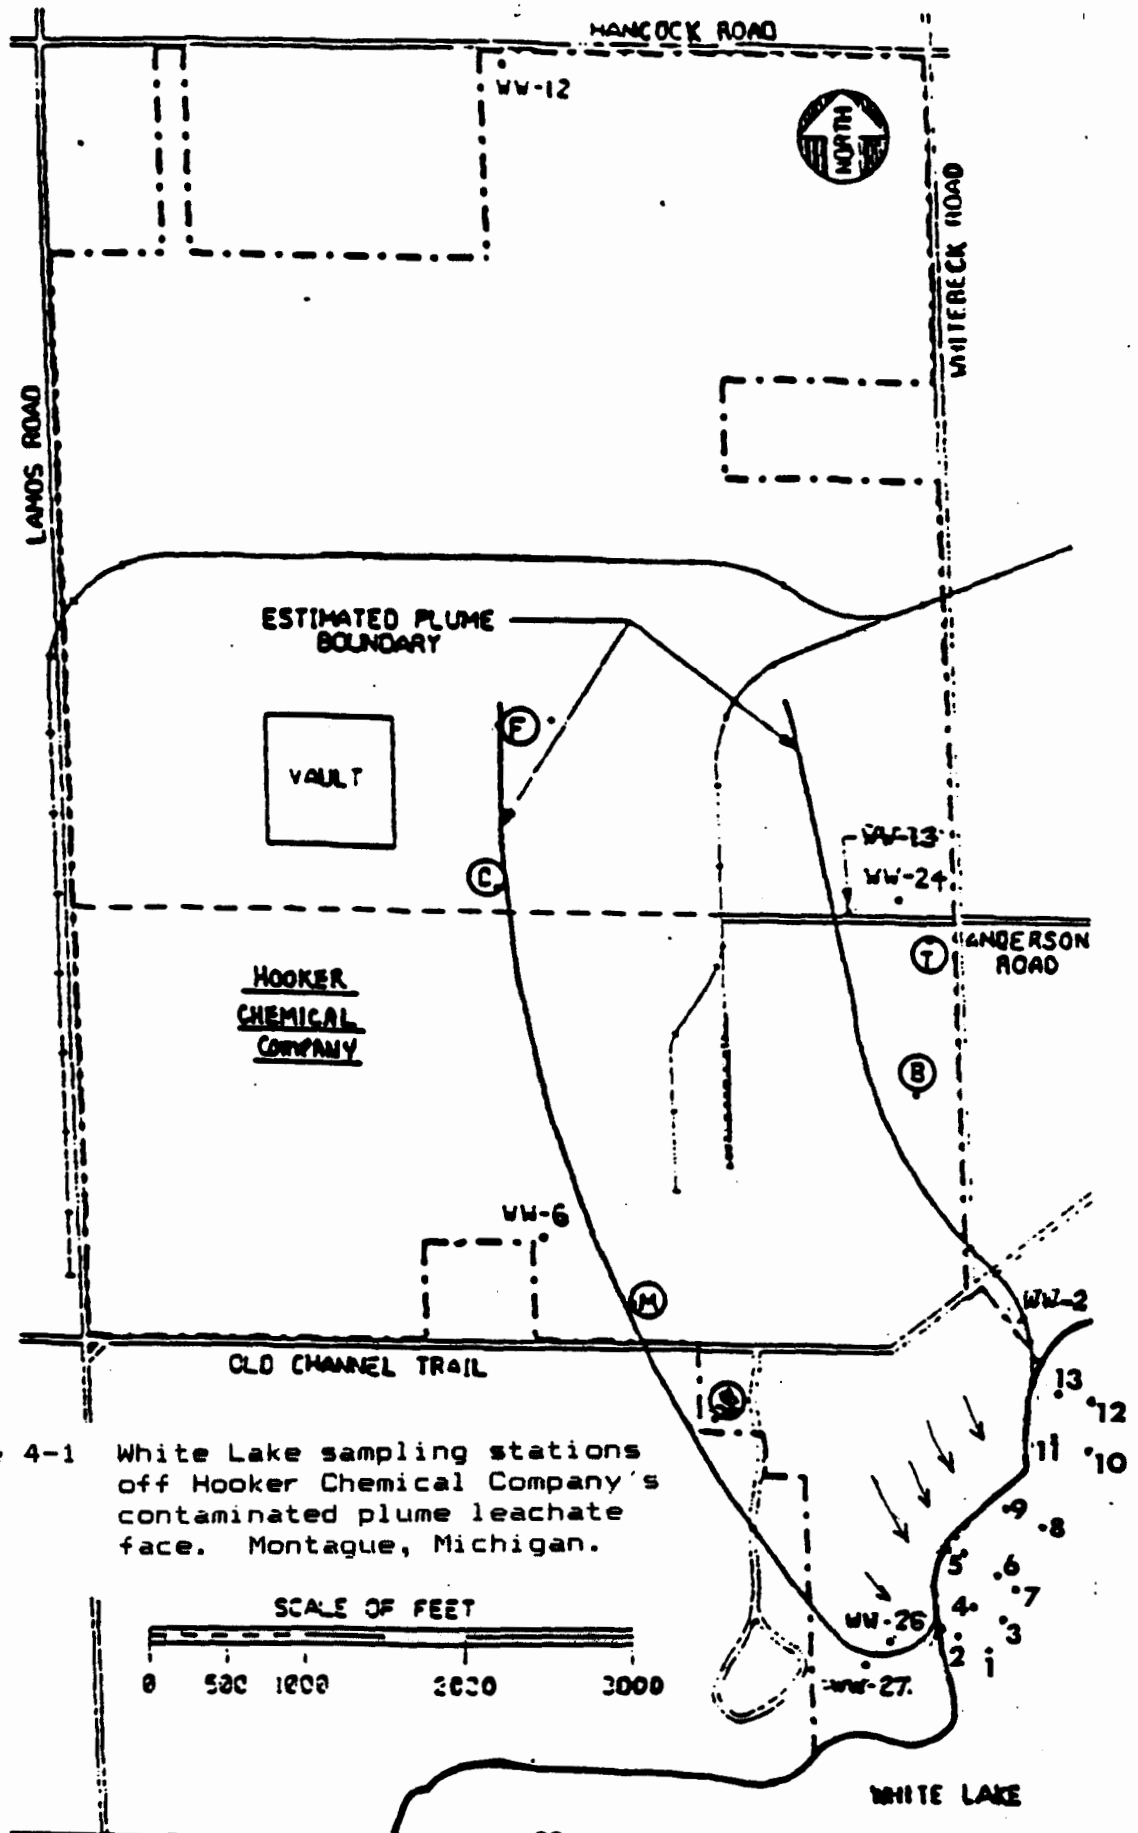 HANCOCK ROAD
WW-12
NORTH
WHITEBECK ROAD
LAMOS ROAD
ESTIMATED PLUME
BOUNDARY
F
VAULT
WW-13
C
WW-24
ANDERSON
ROAD
T
HOOKER
CHEMICAL
COMPANY
B
WW-6
M
WW-2
OLD CHANNEL TRAIL
13
12
11
10
4-1 White Lake sampling stations
off Hooker Chemical Company's
contaminated plume leachate
face. Montague, Michigan.
9
8
5
6
7
4
3
2
1
SCALE OF FEET
0 500 1000 2000 3000
WW-26
WW-27
WHITE LAKE